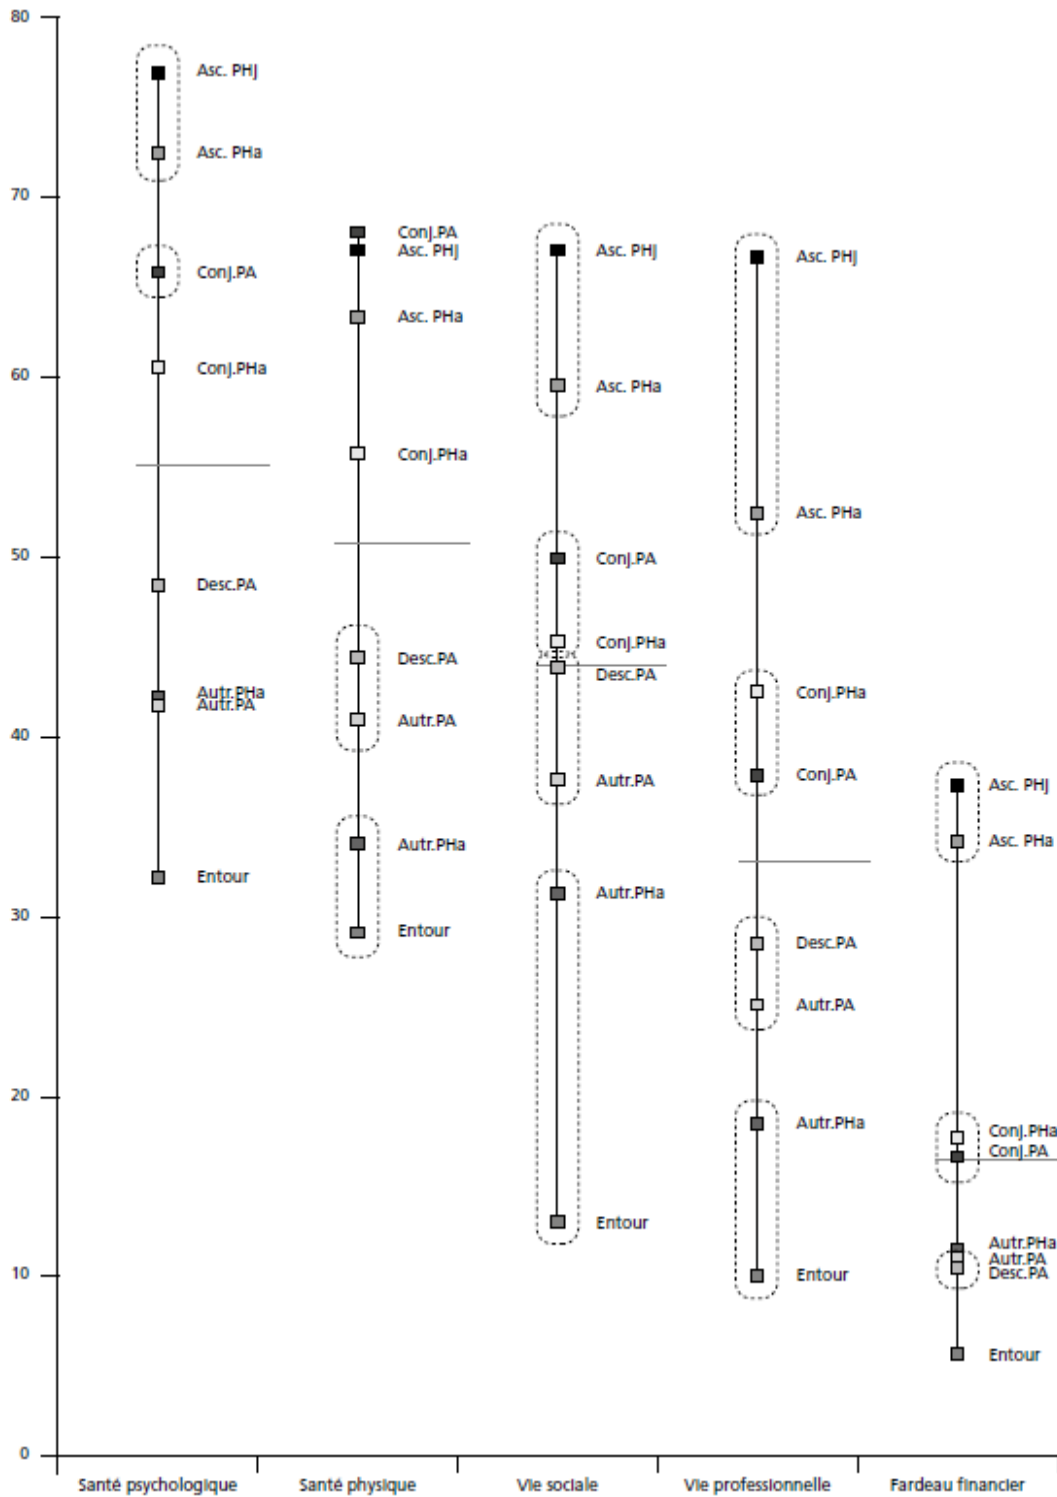 80
70
60
50
40
30
20
10
0
Asc. PHJ
Asc. PHa
Conj.PA
Conj.PHa
Desc.PA
Autr.PHa
Autr.PA
Entour
Conj.PA
Asc. PHJ
Asc. PHa
Conj.PHa
Desc.PA
Autr.PA
Autr.PHa
Entour
Asc. PHJ
Asc. PHa
Conj.PA
Conj.PHa
Desc.PA
Autr.PA
Autr.PHa
Entour
Asc. PHJ
Asc. PHa
Conj.PHa
Conj.PA
Desc.PA
Autr.PA
Autr.PHa
Entour
Asc. PHJ
Asc. PHa
Conj.PHa
Conj.PA
Autr.PHa
Autr.PA
Desc.PA
Entour
Santé psychologique
Santé physique
Vie sociale
Vie professionnelle
Fardeau financier